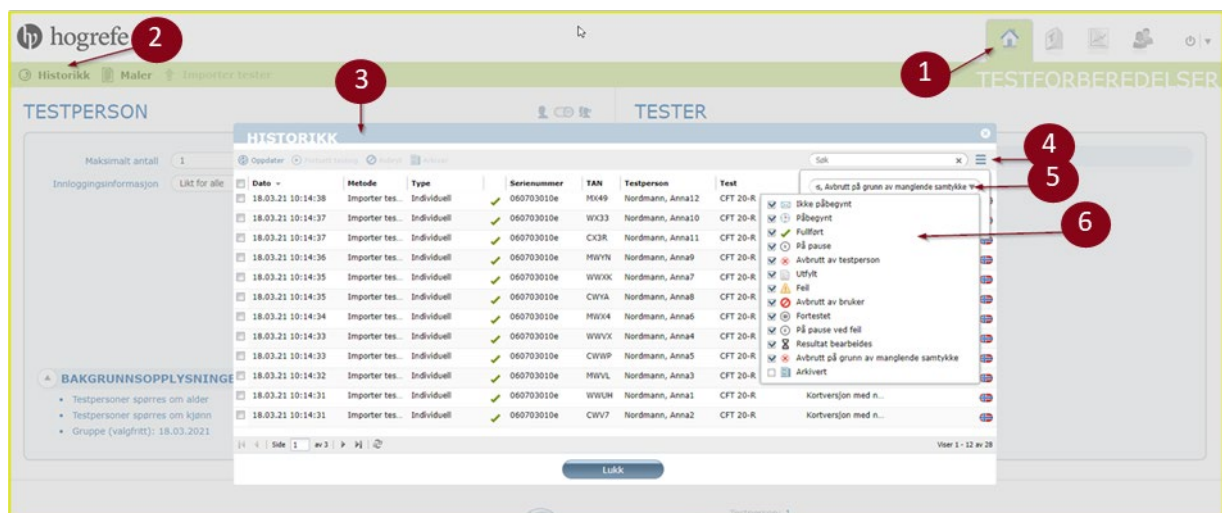 hogrefe
2
1
Historikk Maler Importer tester
TESTFORBEREDELSER
3
TESTPERSON
TESTER
HISTORIKK
Oppdater Arkiver
Søk x
4
5
6
Maksimalt antall 1
Innloggingsinformasjon Likt for alle
s, Avbrutt på grunn av manglende samtykke
Dato Metode Type Serienummer TAN Testperson Test
18.03.21 10:14:38 Importer tes... Individuell 060703010e MX49 Nordmann, Anna12 CFT 20-R
18.03.21 10:14:37 Importer tes... Individuell 060703010e WX33 Nordmann, Anna10 CFT 20-R
18.03.21 10:14:37 Importer tes... Individuell 060703010e CX3R Nordmann, Anna11 CFT 20-R
18.03.21 10:14:36 Importer tes... Individuell 060703010e MWYN Nordmann, Anna9 CFT 20-R
18.03.21 10:14:35 Importer tes... Individuell 060703010e WWXK Nordmann, Anna7 CFT 20-R
18.03.21 10:14:35 Importer tes... Individuell 060703010e CWYA Nordmann, Anna8 CFT 20-R
18.03.21 10:14:34 Importer tes... Individuell 060703010e MWX4 Nordmann, Anna6 CFT 20-R
18.03.21 10:14:33 Importer tes... Individuell 060703010e WWVX Nordmann, Anna4 CFT 20-R
18.03.21 10:14:33 Importer tes... Individuell 060703010e CWWP Nordmann, Anna5 CFT 20-R
18.03.21 10:14:32 Importer tes... Individuell 060703010e MWVL Nordmann, Anna3 CFT 20-R
18.03.21 10:14:31 Importer tes... Individuell 060703010e WWUH Nordmann, Anna1 CFT 20-R Kortversjon med n...
18.03.21 10:14:31 Importer tes... Individuell 060703010e CWV7 Nordmann, Anna2 CFT 20-R Kortversjon med n...
Ikke påbegynt
Påbegynt
Fullført
På pause
Avbrutt av testperson
Utfylt
Feil
Avbrutt av bruker
Fortestet
På pause ved feil
Resultat bearbeides
Avbrutt på grunn av manglende samtykke
Arkivert
BAKGRUNNSOPPLYSNINGE
Testpersoner spørres om alder
Testpersoner spørres om kjønn
Gruppe (valgfritt): 18.03.2021
Side 1 av 3
Viser 1 - 12 av 28
Lukk